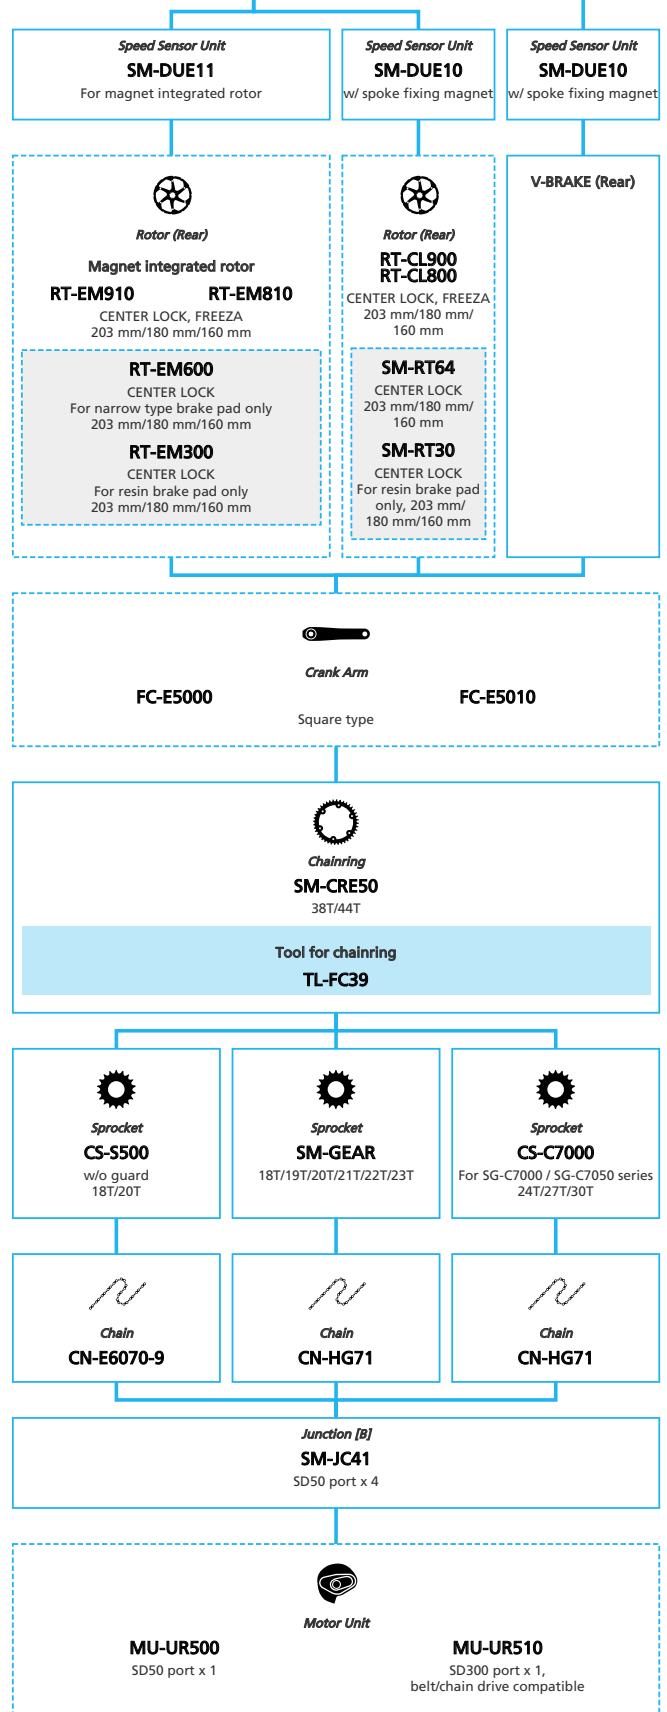 Speed Sensor Unit
SM-DUE11
For magnet integrated rotor
Speed Sensor Unit
SM-DUE10
w/ spoke fixing magnet
Speed Sensor Unit
SM-DUE10
w/ spoke fixing magnet
Rotor (Rear)
Magnet integrated rotor
RT-EM910 RT-EM810
CENTER LOCK, FREEZA
203 mm/180 mm/160 mm
RT-EM600
CENTER LOCK
For narrow type brake pad only
203 mm/180 mm/160 mm
RT-EM300
CENTER LOCK
For resin brake pad only
203 mm/180 mm/160 mm
Rotor (Rear)
RT-CL900
RT-CL800
CENTER LOCK, FREEZA
203 mm/180 mm/
160 mm
SM-RT64
CENTER LOCK
203 mm/180 mm/
160 mm
SM-RT30
CENTER LOCK
For resin brake pad
only, 203 mm/
180 mm/160 mm
V-BRAKE (Rear)
Crank Arm
FC-E5000 FC-E5010
Square type
Chainring
SM-CRE50
38T/44T
Tool for chainring
TL-FC39
Sprocket
CS-S500
w/o guard
18T/20T
Sprocket
SM-GEAR
18T/19T/20T/21T/22T/23T
Sprocket
CS-C7000
For SG-C7000 / SG-C7050 series
24T/27T/30T
Chain
CN-E6070-9
Chain
CN-HG71
Chain
CN-HG71
Junction [B]
SM-JC41
SD50 port x 4
Motor Unit
MU-UR500
SD50 port x 1
MU-UR510
SD300 port x 1,
belt/chain drive compatible